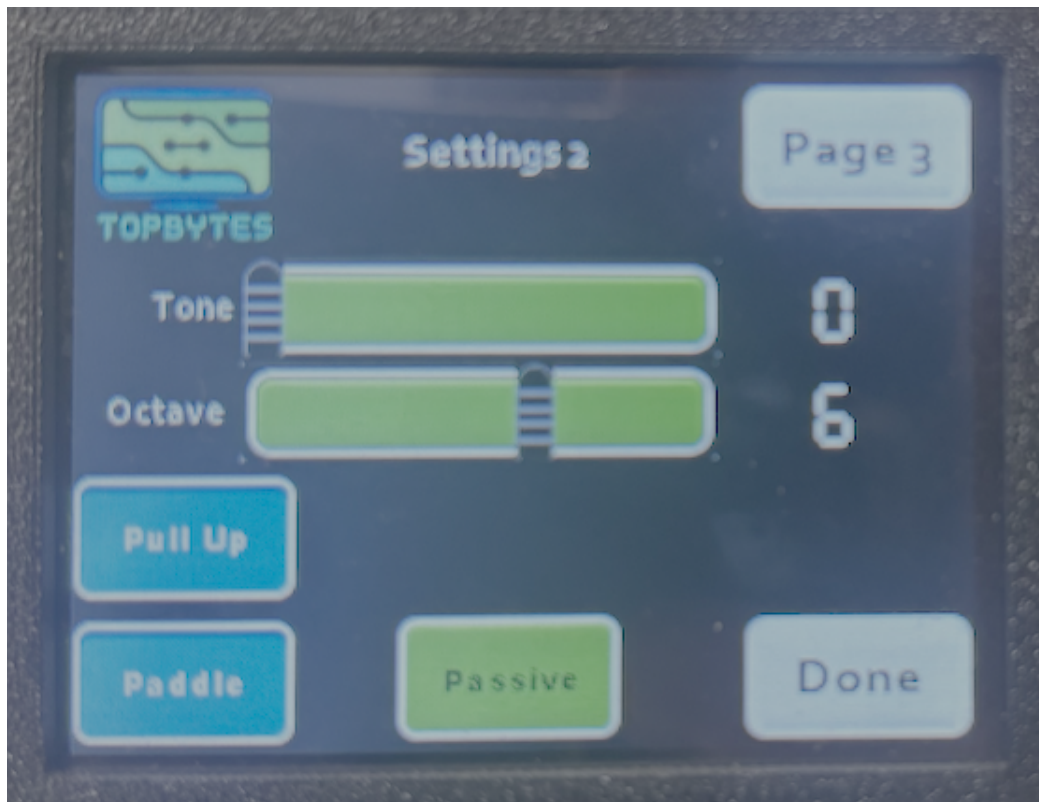 Settings 2
Page 3
TOPBYTES
Tone
0
Octave
6
Pull Up
Paddle
Passive
Done